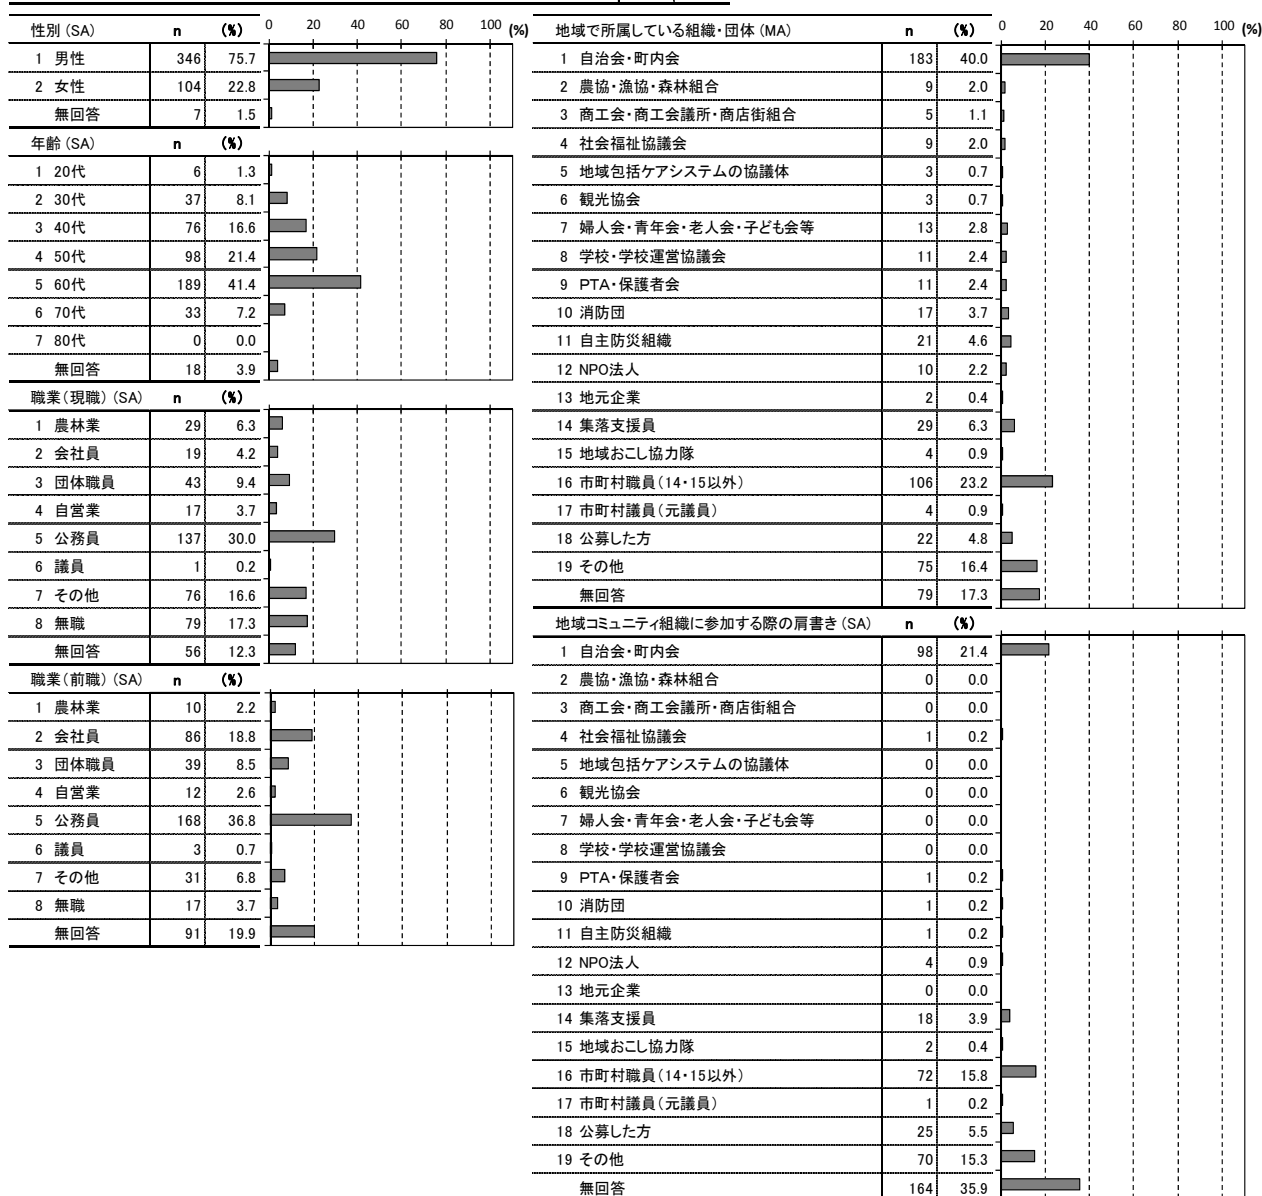 性別(SA) n (%) 0 20 40 60 80 100 (%)
1 男性 346 75.7
2 女性 104 22.8
無回答 7 1.5
年齢(SA) n (%)
1 20代 6 1.3
2 30代 37 8.1
3 40代 76 16.6
4 50代 98 21.4
5 60代 189 41.4
6 70代 33 7.2
7 80代 0 0.0
無回答 18 3.9
職業(現職)(SA) n (%)
1 農林業 29 6.3
2 会社員 19 4.2
3 団体職員 43 9.4
4 自営業 17 3.7
5 公務員 137 30.0
6 議員 1 0.2
7 その他 76 16.6
8 無職 79 17.3
無回答 56 12.3
職業(前職)(SA) n (%)
1 農林業 10 2.2
2 会社員 86 18.8
3 団体職員 39 8.5
4 自営業 12 2.6
5 公務員 168 36.8
6 議員 3 0.7
7 その他 31 6.8
8 無職 17 3.7
無回答 91 19.9
地域で所属している組織・団体(MA) n (%) 0 20 40 60 80 100 (%)
1 自治会・町内会 183 40.0
2 農協・漁協・森林組合 9 2.0
3 商工会・商工会議所・商店街組合 5 1.1
4 社会福祉協議会 9 2.0
5 地域包括ケアシステムの協議体 3 0.7
6 観光協会 3 0.7
7 婦人会・青年会・老人会・子ども会等 13 2.8
8 学校・学校運営協議会 11 2.4
9 PTA・保護者会 11 2.4
10 消防団 17 3.7
11 自主防災組織 21 4.6
12 NPO法人 10 2.2
13 地元企業 2 0.4
14 集落支援員 29 6.3
15 地域おこし協力隊 4 0.9
16 市町村職員(14・15以外) 106 23.2
17 市町村議員(元議員) 4 0.9
18 公募した方 22 4.8
19 その他 75 16.4
無回答 79 17.3
地域コミュニティ組織に参加する際の肩書き(SA) n (%)
1 自治会・町内会 98 21.4
2 農協・漁協・森林組合 0 0.0
3 商工会・商工会議所・商店街組合 0 0.0
4 社会福祉協議会 1 0.2
5 地域包括ケアシステムの協議体 0 0.0
6 観光協会 0 0.0
7 婦人会・青年会・老人会・子ども会等 0 0.0
8 学校・学校運営協議会 0 0.0
9 PTA・保護者会 1 0.2
10 消防団 1 0.2
11 自主防災組織 1 0.2
12 NPO法人 4 0.9
13 地元企業 0 0.0
14 集落支援員 18 3.9
15 地域おこし協力隊 2 0.4
16 市町村職員(14・15以外) 72 15.8
17 市町村議員(元議員) 1 0.2
18 公募した方 25 5.5
19 その他 70 15.3
無回答 164 35.9